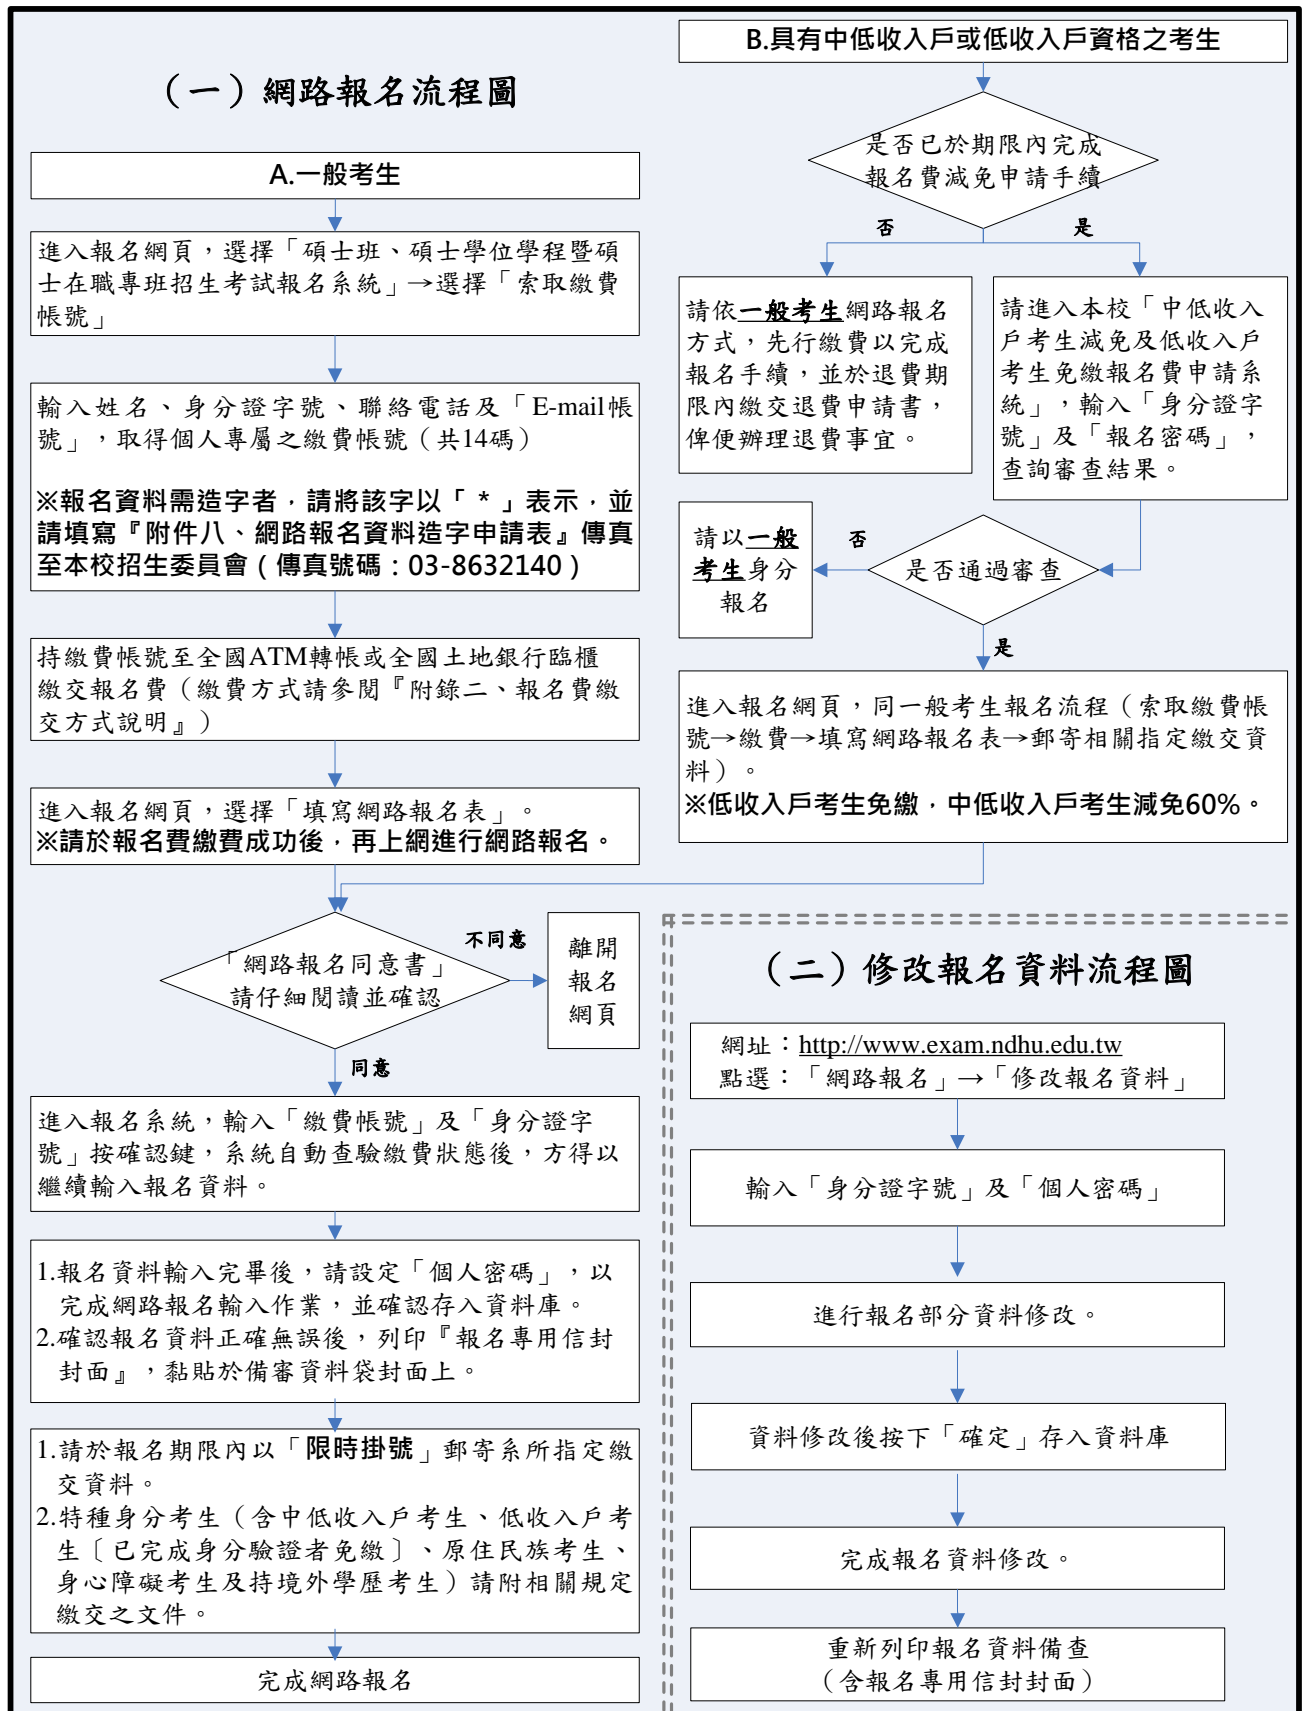 （一）網路報名流程圖
A.一般考生
進入報名網頁，選擇「碩士班、碩士學位學程暨碩
士在職專班招生考試報名系統」→選擇「索取繳費
帳號」
輸入姓名、身分證字號、聯絡電話及「E-mail帳
號」，取得個人專屬之繳費帳號（共14碼）
※報名資料需造字者，請將該字以「＊」表示，並
請填寫『附件八、網路報名資料造字申請表』傳真
至本校招生委員會（傳真號碼：03-8632140）
持繳費帳號至全國ATM轉帳或全國土地銀行臨櫃
繳交報名費（繳費方式請參閱『附錄二、報名費繳
交方式說明』）
進入報名網頁，選擇「填寫網路報名表」。
※請於報名費繳費成功後，再上網進行網路報名。
「網路報名同意書」
請仔細閱讀並確認
不同意
離開
報名
網頁
同意
進入報名系統，輸入「繳費帳號」及「身分證字
號」按確認鍵，系統自動查驗繳費狀態後，方得以
繼續輸入報名資料。
1.報名資料輸入完畢後，請設定「個人密碼」，以
完成網路報名輸入作業，並確認存入資料庫。
2.確認報名資料正確無誤後，列印『報名專用信封
封面』，黏貼於備審資料袋封面上。
1.請於報名期限內以「限時掛號」郵寄系所指定繳
交資料。
2.特種身分考生（含中低收入戶考生、低收入戶考
生〔已完成身分驗證者免繳〕、原住民族考生、
身心障礙考生及持境外學歷考生）請附相關規定
繳交之文件。
完成網路報名
B.具有中低收入戶或低收入戶資格之考生
是否已於期限內完成
報名費減免申請手續
否
是
請依一般考生網路報名
方式，先行繳費以完成
報名手續，並於退費期
限內繳交退費申請書，
俾便辦理退費事宜。
請進入本校「中低收入
戶考生減免及低收入戶
考生免繳報名費申請系
統」，輸入「身分證字
號」及「報名密碼」，
查詢審查結果。
請以一般
考生身分
報名
否
是否通過審查
是
進入報名網頁，同一般考生報名流程（索取繳費帳
號→繳費→填寫網路報名表→郵寄相關指定繳交資
料）。
※低收入戶考生免繳，中低收入戶考生減免60%。
（二）修改報名資料流程圖
網址：http://www.exam.ndhu.edu.tw
點選：「網路報名」→「修改報名資料」
輸入「身分證字號」及「個人密碼」
進行報名部分資料修改。
資料修改後按下「確定」存入資料庫
完成報名資料修改。
重新列印報名資料備查
（含報名專用信封封面）